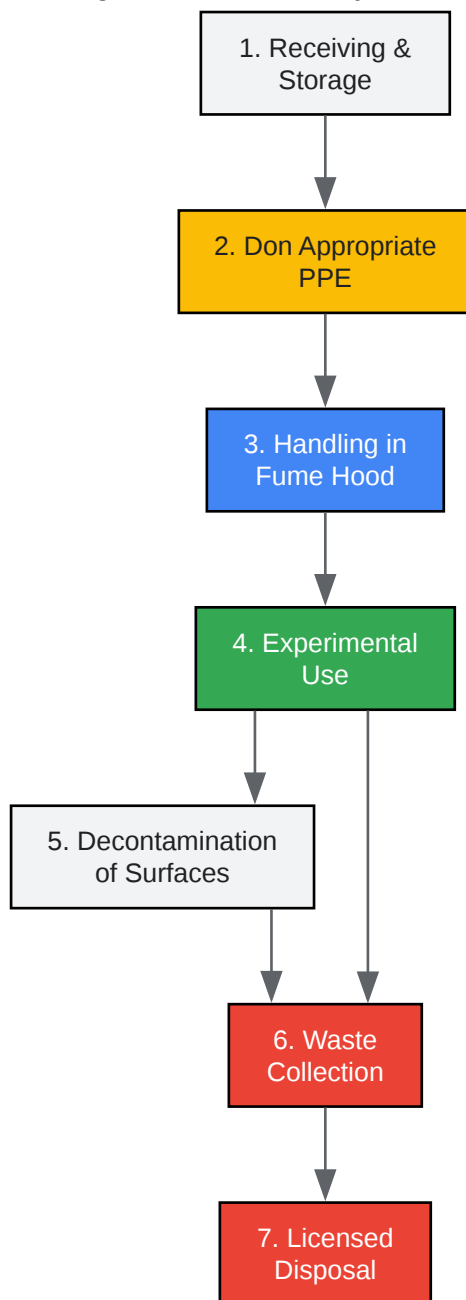 1. Receiving &
Storage
2. Don Appropriate
PPE
3. Handling in
Fume Hood
4. Experimental
Use
5. Decontamination
of Surfaces
6. Waste
Collection
7. Licensed
Disposal